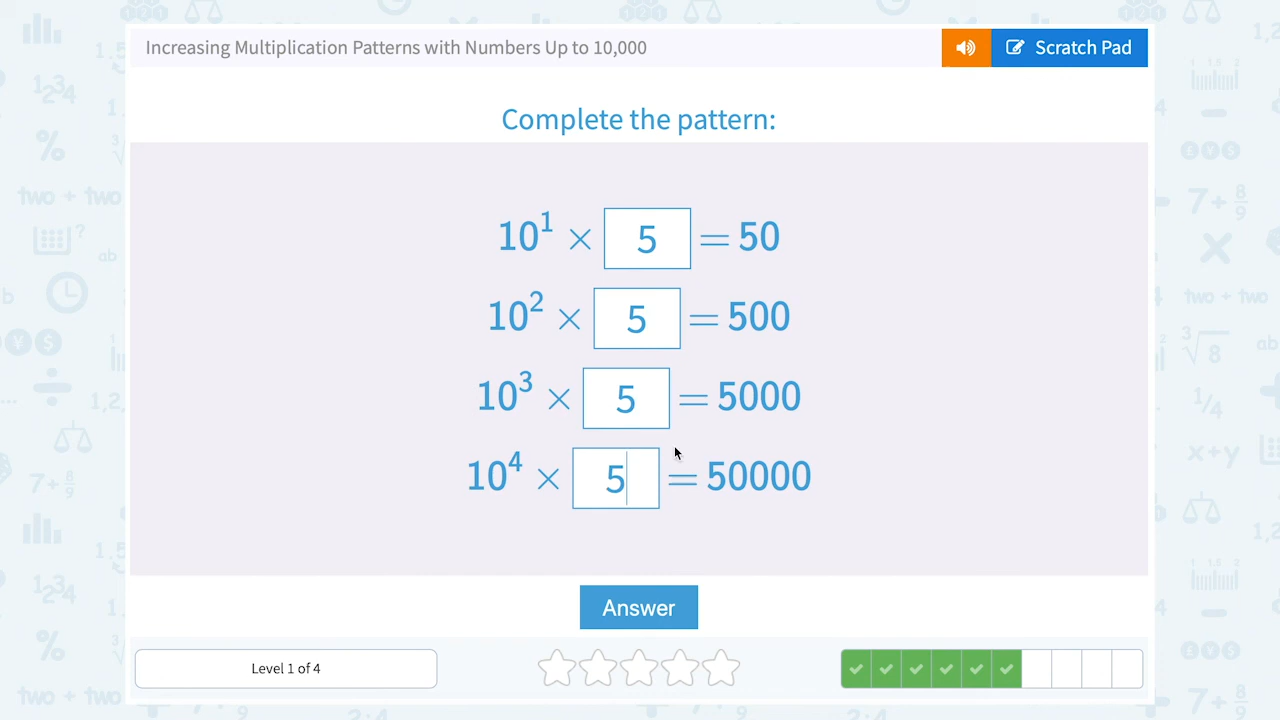 Increasing Multiplication Patterns with Numbers Up to 10,000
Scratch Pad
Complete the pattern:
10¹ × 5 = 50
10² × 5 = 500
10³ × 5 = 5000
10⁴ × 5 = 50000
Answer
Level 1 of 4